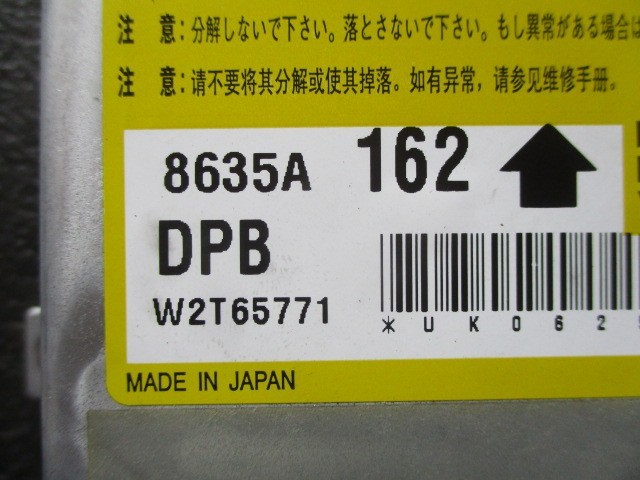 注 意:分解しないで下さい。落とさないで下さい。もし異常がある場合は
注 意:请不要将其分解或使其掉落。如有异常,请参见维修手册。
8635A 162
DPB
W2T65771
*UK062
MADE IN JAPAN